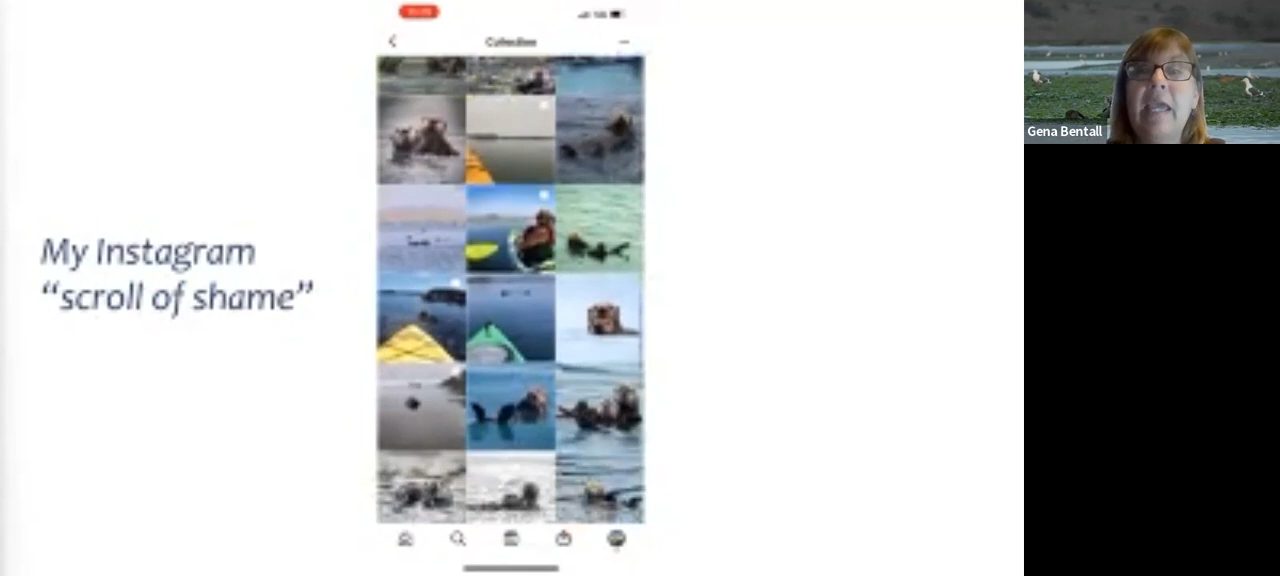 Collection
My Instagram
“scroll of shame”
Gena Bentall